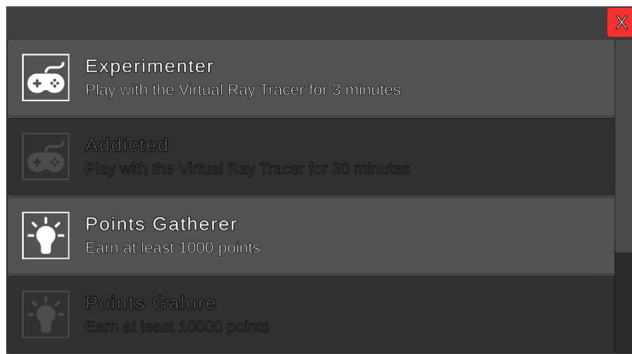 X
Experimenter
Play with the Virtual Ray Tracer for 3 minutes
Addicted
Play with the Virtual Ray Tracer for 30 minutes
Points Gatherer
Earn at least 1000 points
Points Galore
Earn at least 10000 points